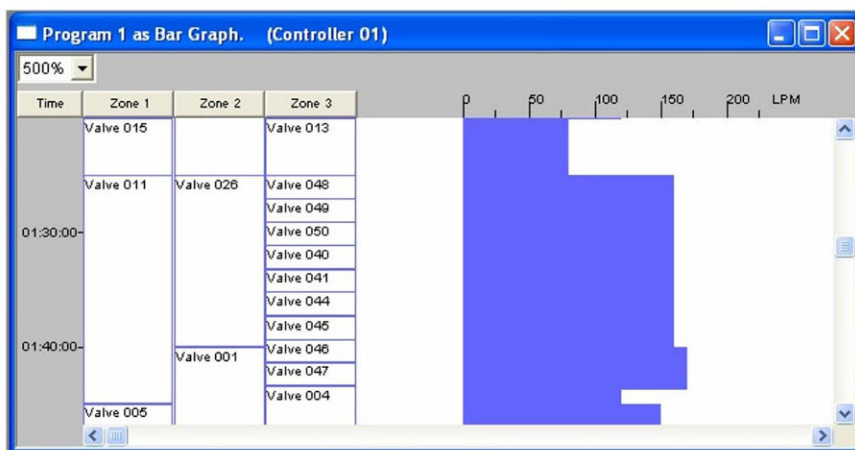 Program 1 as Bar Graph. (Controller 01)
500%
Time Zone 1 Zone 2 Zone 3 0 50 100 150 200 LPM
Valve 015 Valve 013
Valve 011 Valve 026 Valve 048
Valve 049
01:30:00 Valve 050
Valve 040
Valve 041
Valve 044
Valve 045
01:40:00 Valve 046
Valve 001
Valve 047
Valve 004
Valve 005